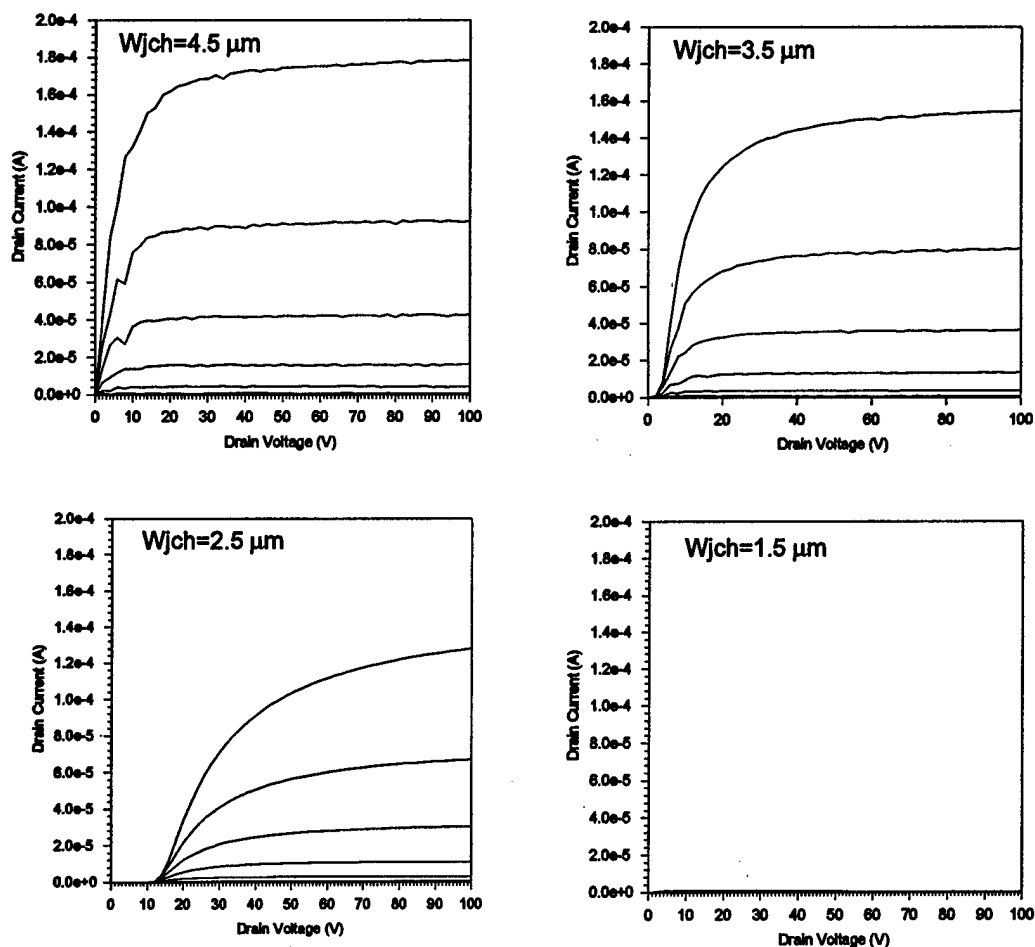 Wjch=4.5 µm
2.0e-4
1.8e-4
1.6e-4
1.4e-4
1.2e-4
1.0e-4
8.0e-5
6.0e-5
4.0e-5
2.0e-5
0.0e+0
Drain Current (A)
0 10 20 30 40 50 60 70 80 90 100
Drain Voltage (V)
Wjch=3.5 µm
2.0e-4
1.8e-4
1.6e-4
1.4e-4
1.2e-4
1.0e-4
8.0e-5
6.0e-5
4.0e-5
2.0e-5
0.0e+0
Drain Current (A)
0 20 40 60 80 100
Drain Voltage (V)
Wjch=2.5 µm
2.0e-4
1.8e-4
1.6e-4
1.4e-4
1.2e-4
1.0e-4
8.0e-5
6.0e-5
4.0e-5
2.0e-5
0.0e+0
Drain Current (A)
0 10 20 30 40 50 60 70 80 90 100
Drain Voltage (V)
Wjch=1.5 µm
2.0e-4
1.8e-4
1.6e-4
1.4e-4
1.2e-4
1.0e-4
8.0e-5
6.0e-5
4.0e-5
2.0e-5
0.0e+0
Drain Current (A)
0 10 20 30 40 50 60 70 80 90 100
Drain Voltage (V)